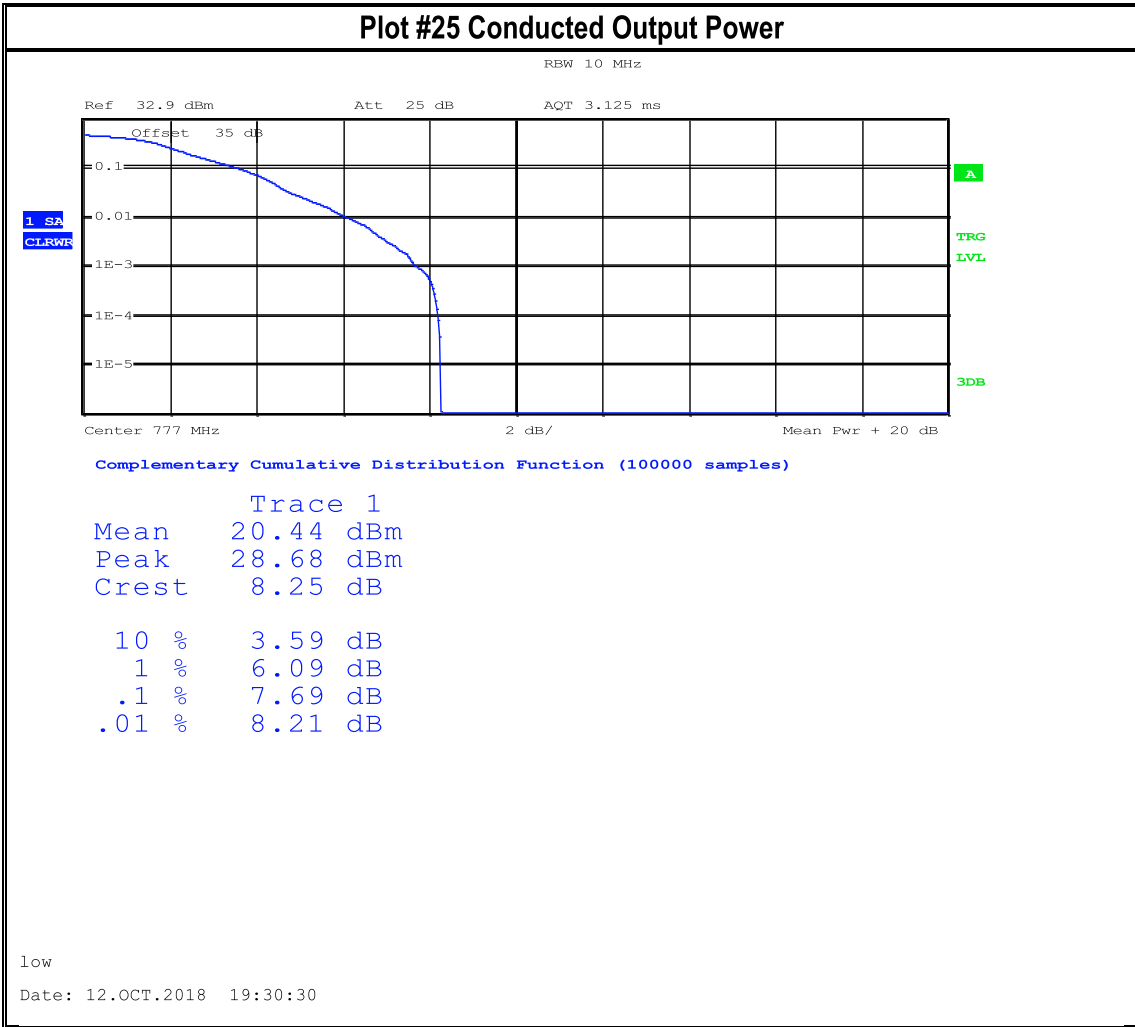 Plot #25 Conducted Output Power
RBW 10 MHz
Ref 32.9 dBm Att 25 dB AQT 3.125 ms
Offset 35 dB
0.1
A
0.01
1 SA
CLRWR
TRG
LVL
1E-3
1E-4
1E-5
3DB
Center 777 MHz 2 dB/ Mean Pwr + 20 dB
Complementary Cumulative Distribution Function (100000 samples)
Trace 1
Mean 20.44 dBm
Peak 28.68 dBm
Crest 8.25 dB
10 % 3.59 dB
1 % 6.09 dB
.1 % 7.69 dB
.01 % 8.21 dB
low
Date: 12.OCT.2018 19:30:30